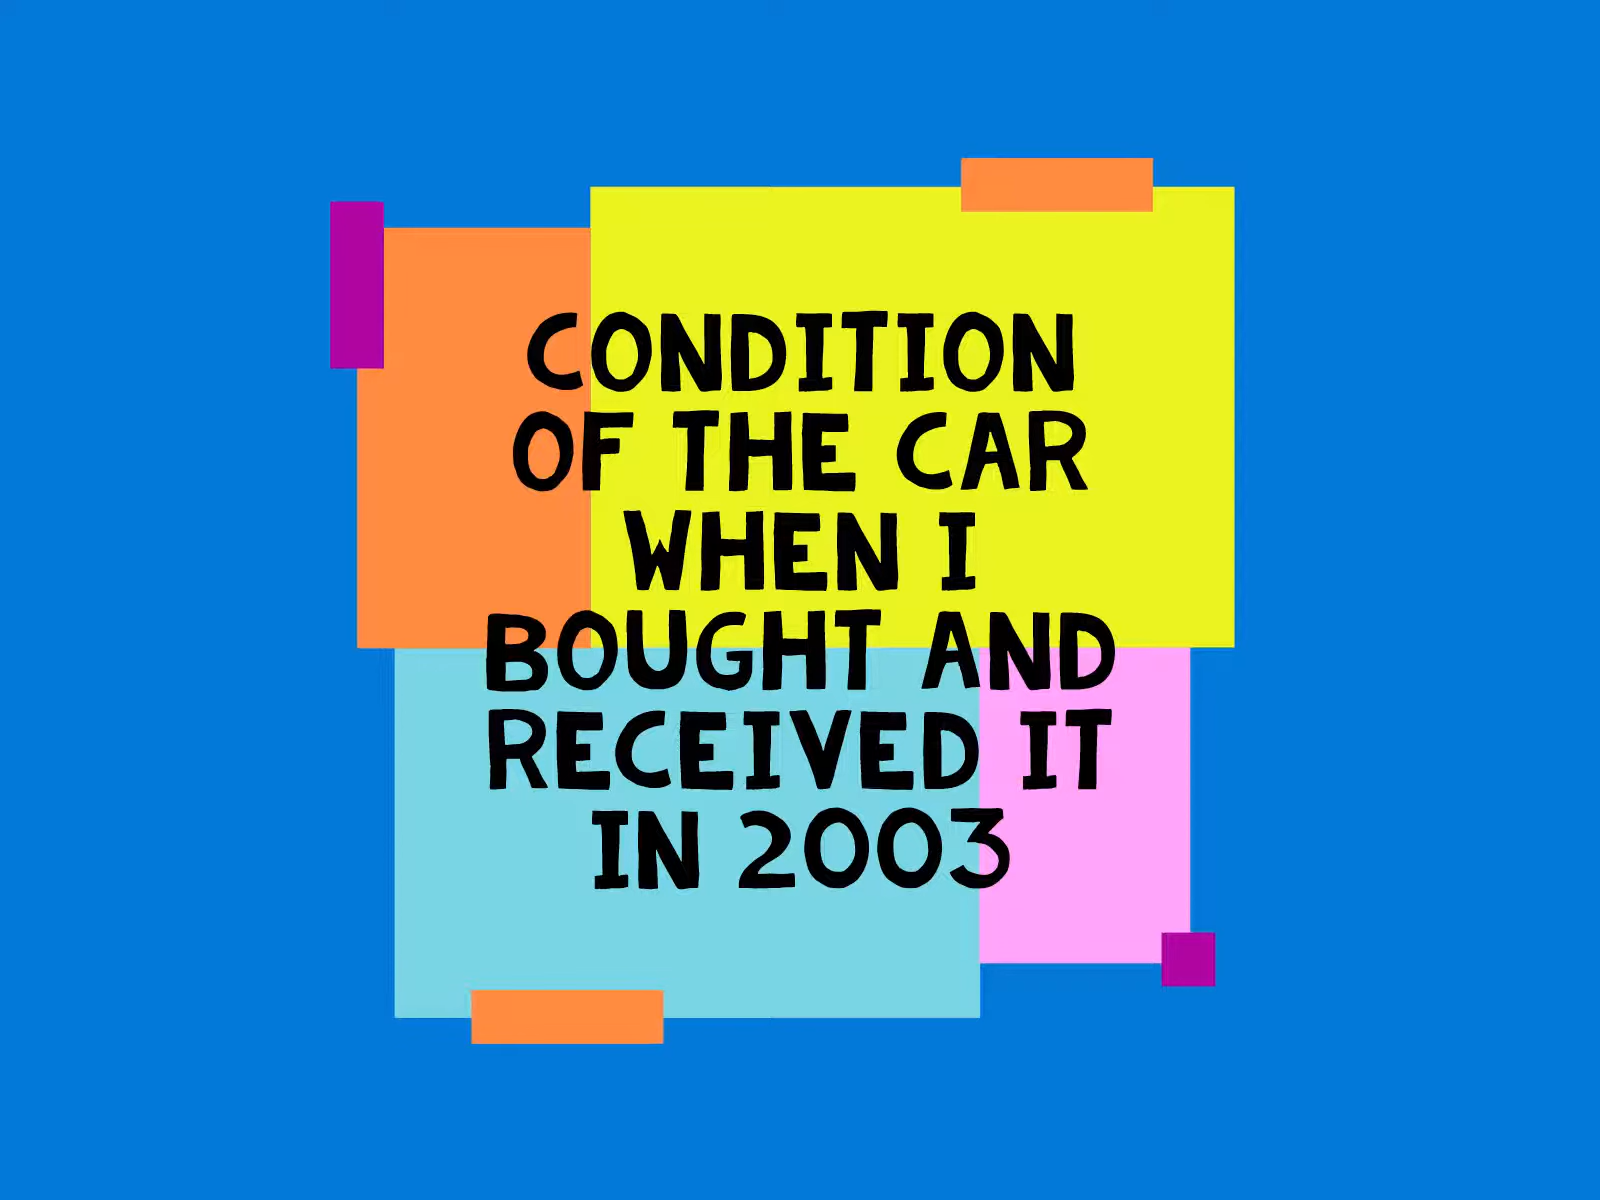 CONDITION
OF THE CAR
WHEN I
BOUGHT AND
RECEIVED IT
IN 2003